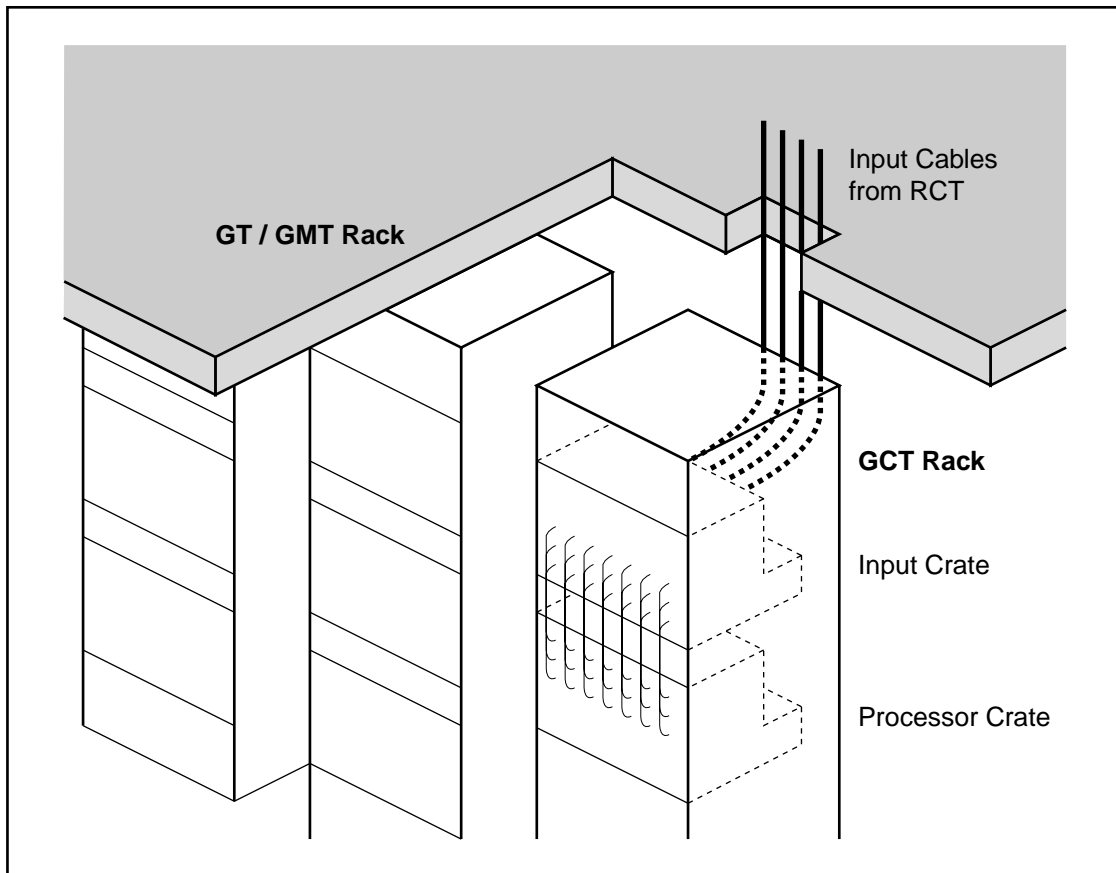 Input Cables
from RCT
GT / GMT Rack
GCT Rack
Input Crate
Processor Crate